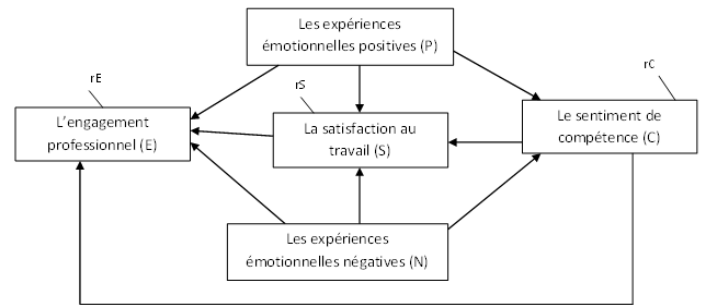 Les expériences
émotionnelles positives (P)
rE
rS
rC
L'engagement
professionnel (E)
La satisfaction au
travail (S)
Le sentiment de
compétence (C)
Les expériences
émotionnelles négatives (N)